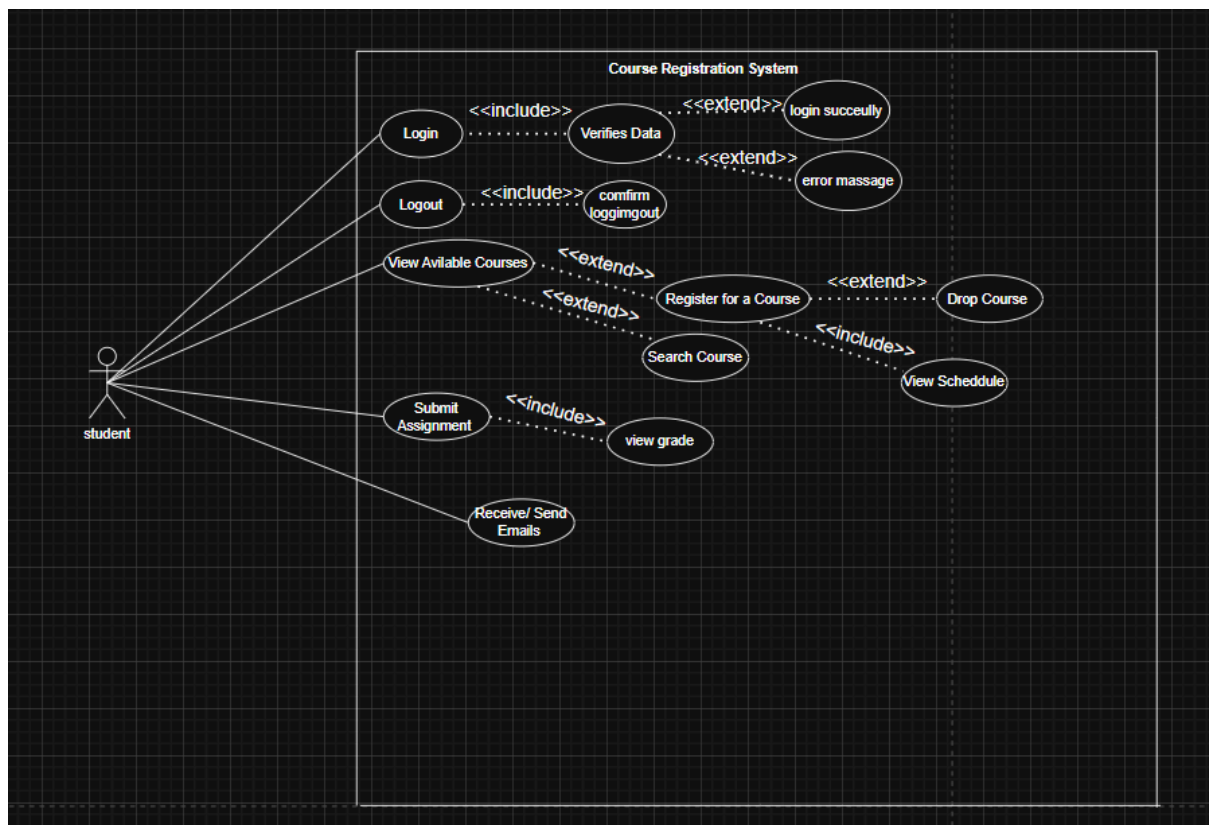 Course Registration System
<<include>>
<<extend>>
login succeully
Login
Verifies Data
<<extend>>
error massage
<<include>>
Logout
comfirm
loggimgout
View Avilable Courses
<<extend>>
Register for a Course
<<extend>>
Drop Course
<<extend>>
Search Course
<<include>>
View Scheddule
student
Submit
Assignment
<<include>>
view grade
Receive/ Send
Emails